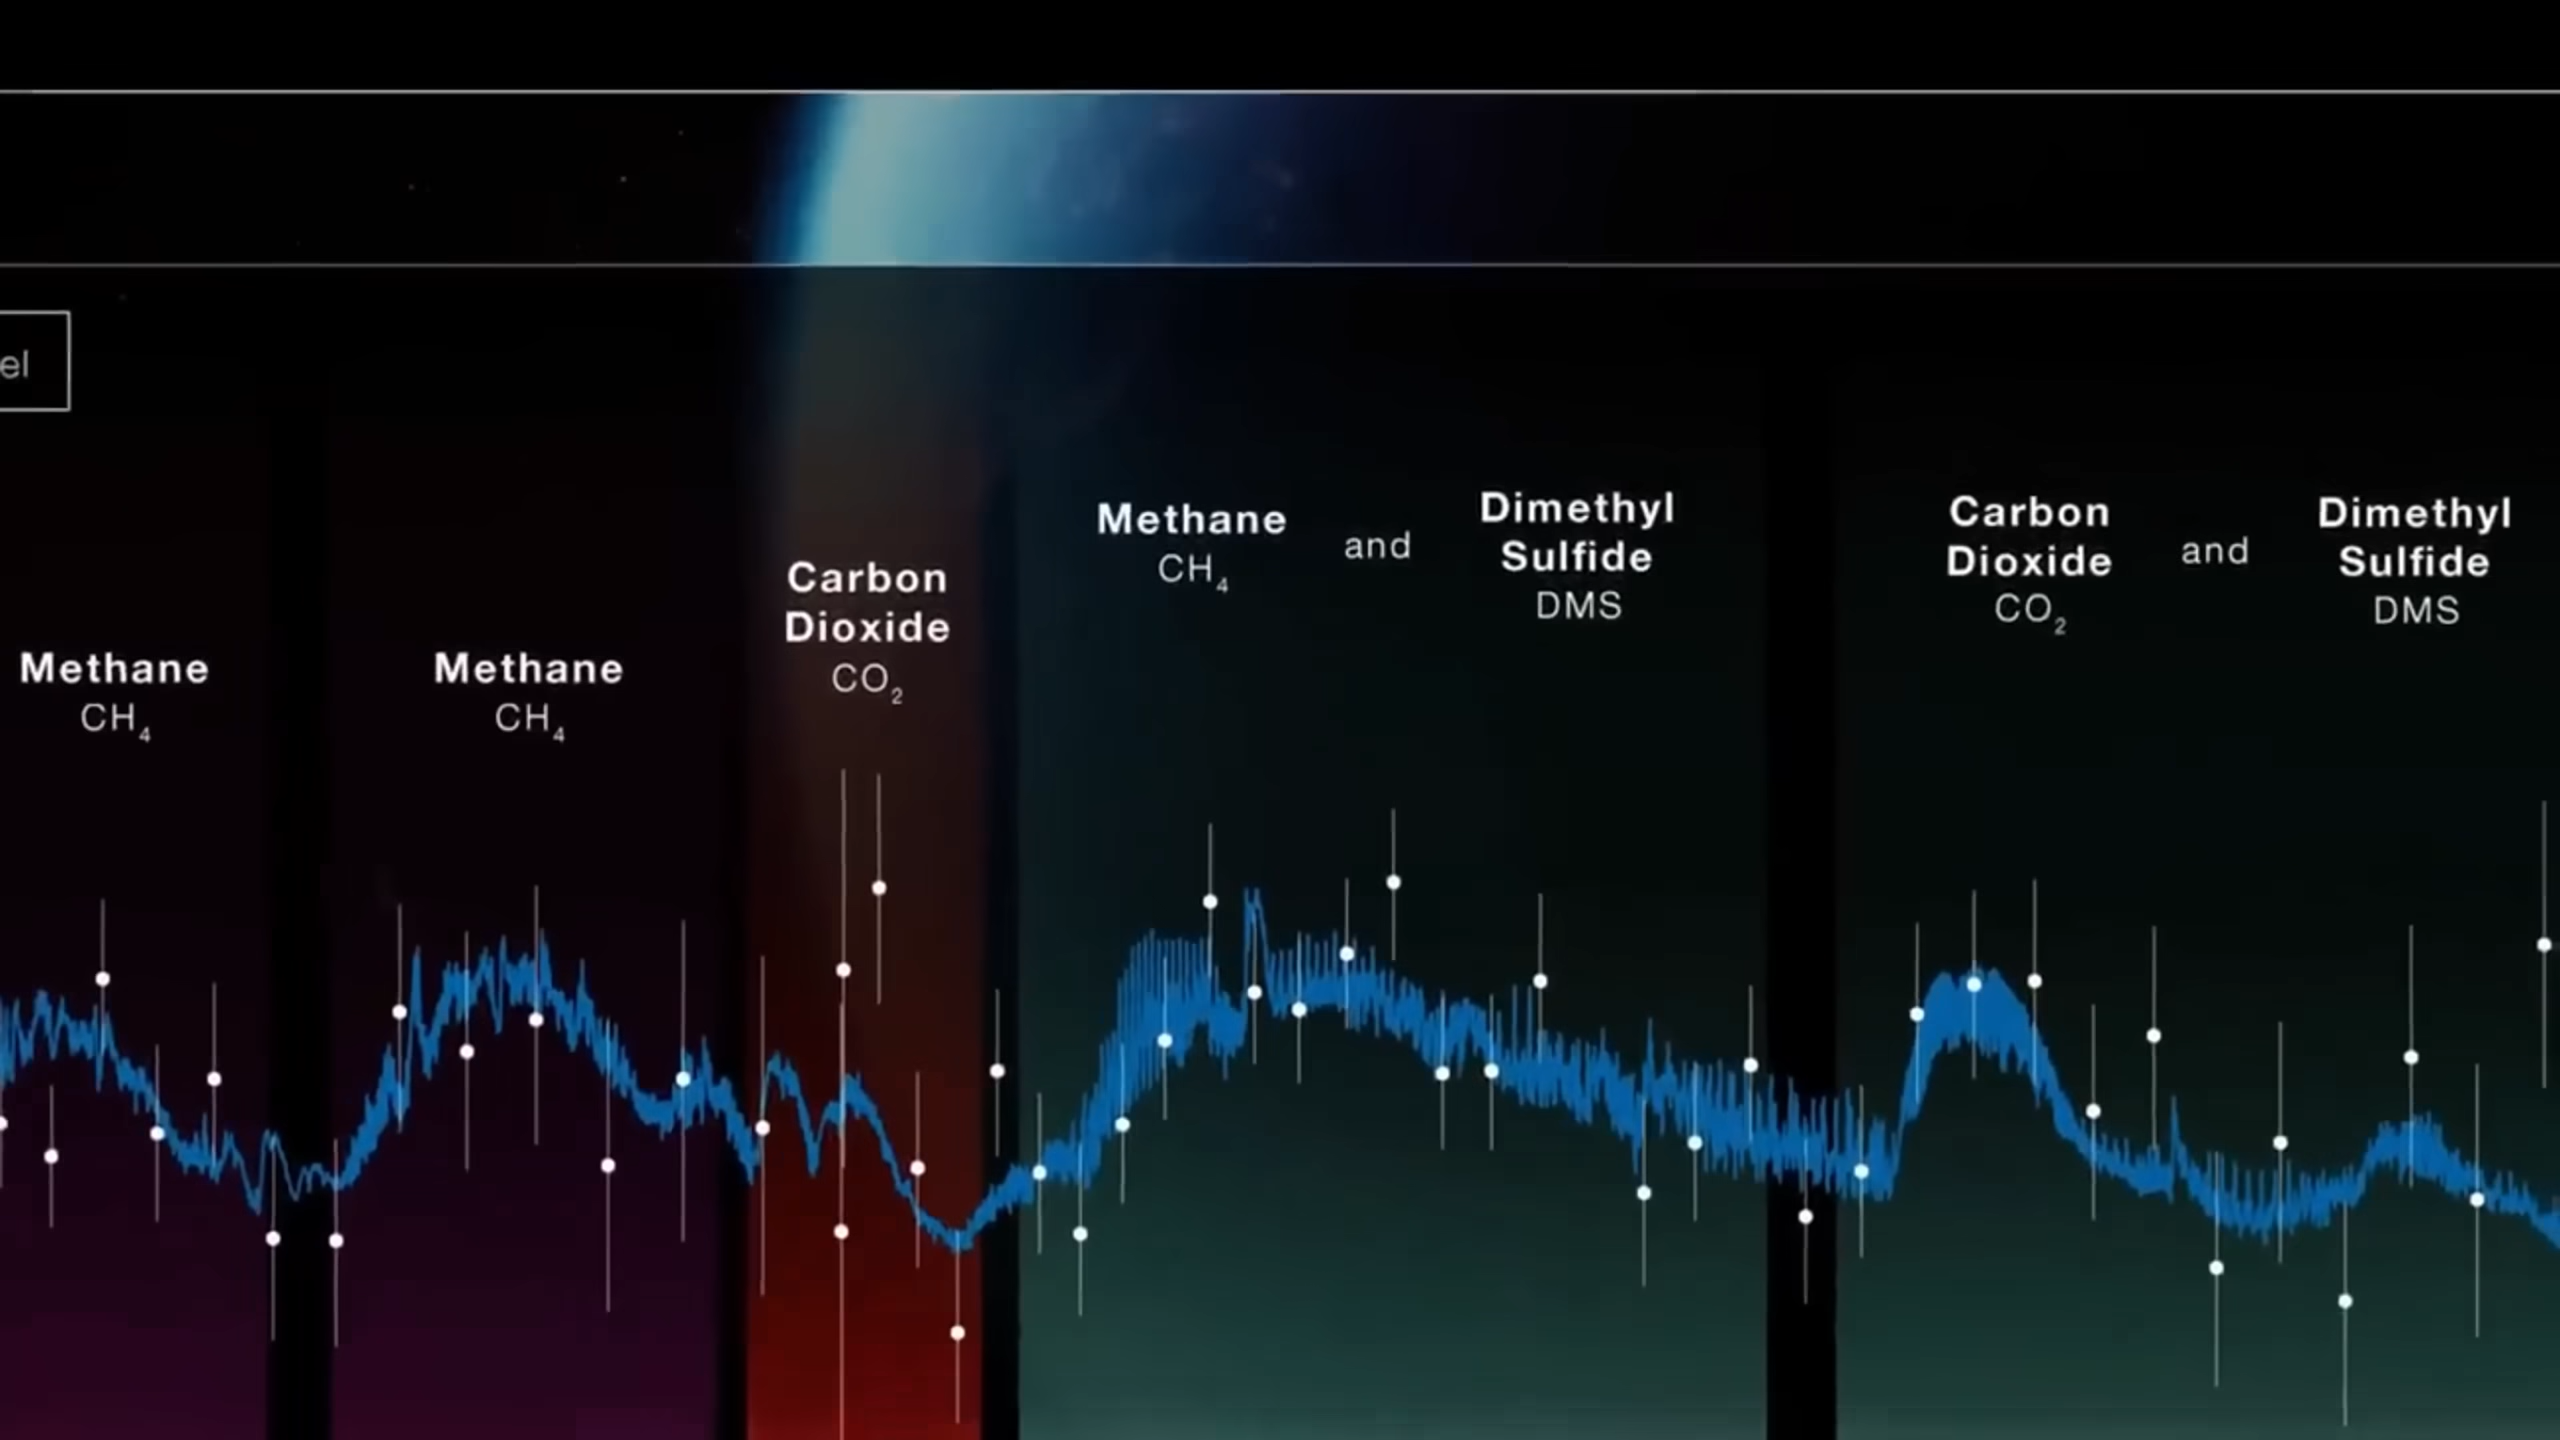 el
Methane
CH₄
Methane
CH₄
Carbon
Dioxide
CO₂
Methane
CH₄
and
Dimethyl
Sulfide
DMS
Carbon
Dioxide
CO₂
and
Dimethyl
Sulfide
DMS